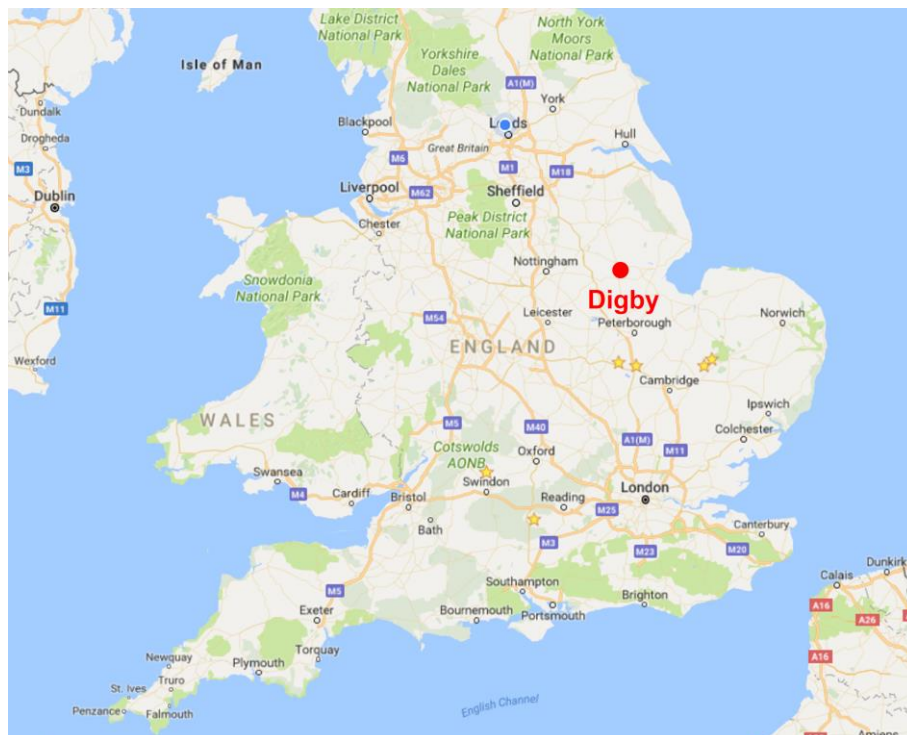 Lake District
National Park
North York
Moors
National Park
Isle of Man
Yorkshire
Dales
National Park
A1(M)
York
Dundalk
Blackpool
Leeds
Hull
Drogheda
Great Britain
M6
M1
M18
M3
Liverpool
M62
Sheffield
Dublin
Chester
Peak District
National Park
Nottingham
Snowdonia
National Park
Digby
M11
M54
Leicester
Peterborough
Norwich
ENGLAND
Wexford
Cambridge
WALES
M5
M40
A1(M)
M11
Ipswich
Colchester
Cotswolds
AONB
Oxford
Swansea
Swindon
M4
Cardiff
Bristol
Reading
London
M25
Bath
Canterbury
M3
M23
M20
Southampton
Dunkirk
Calais
M5
Bournemouth
Portsmouth
Brighton
A16
A26
Exeter
Torquay
Newquay
Plymouth
A16
Truro
St. Ives
Penzance
Falmouth
English Channel